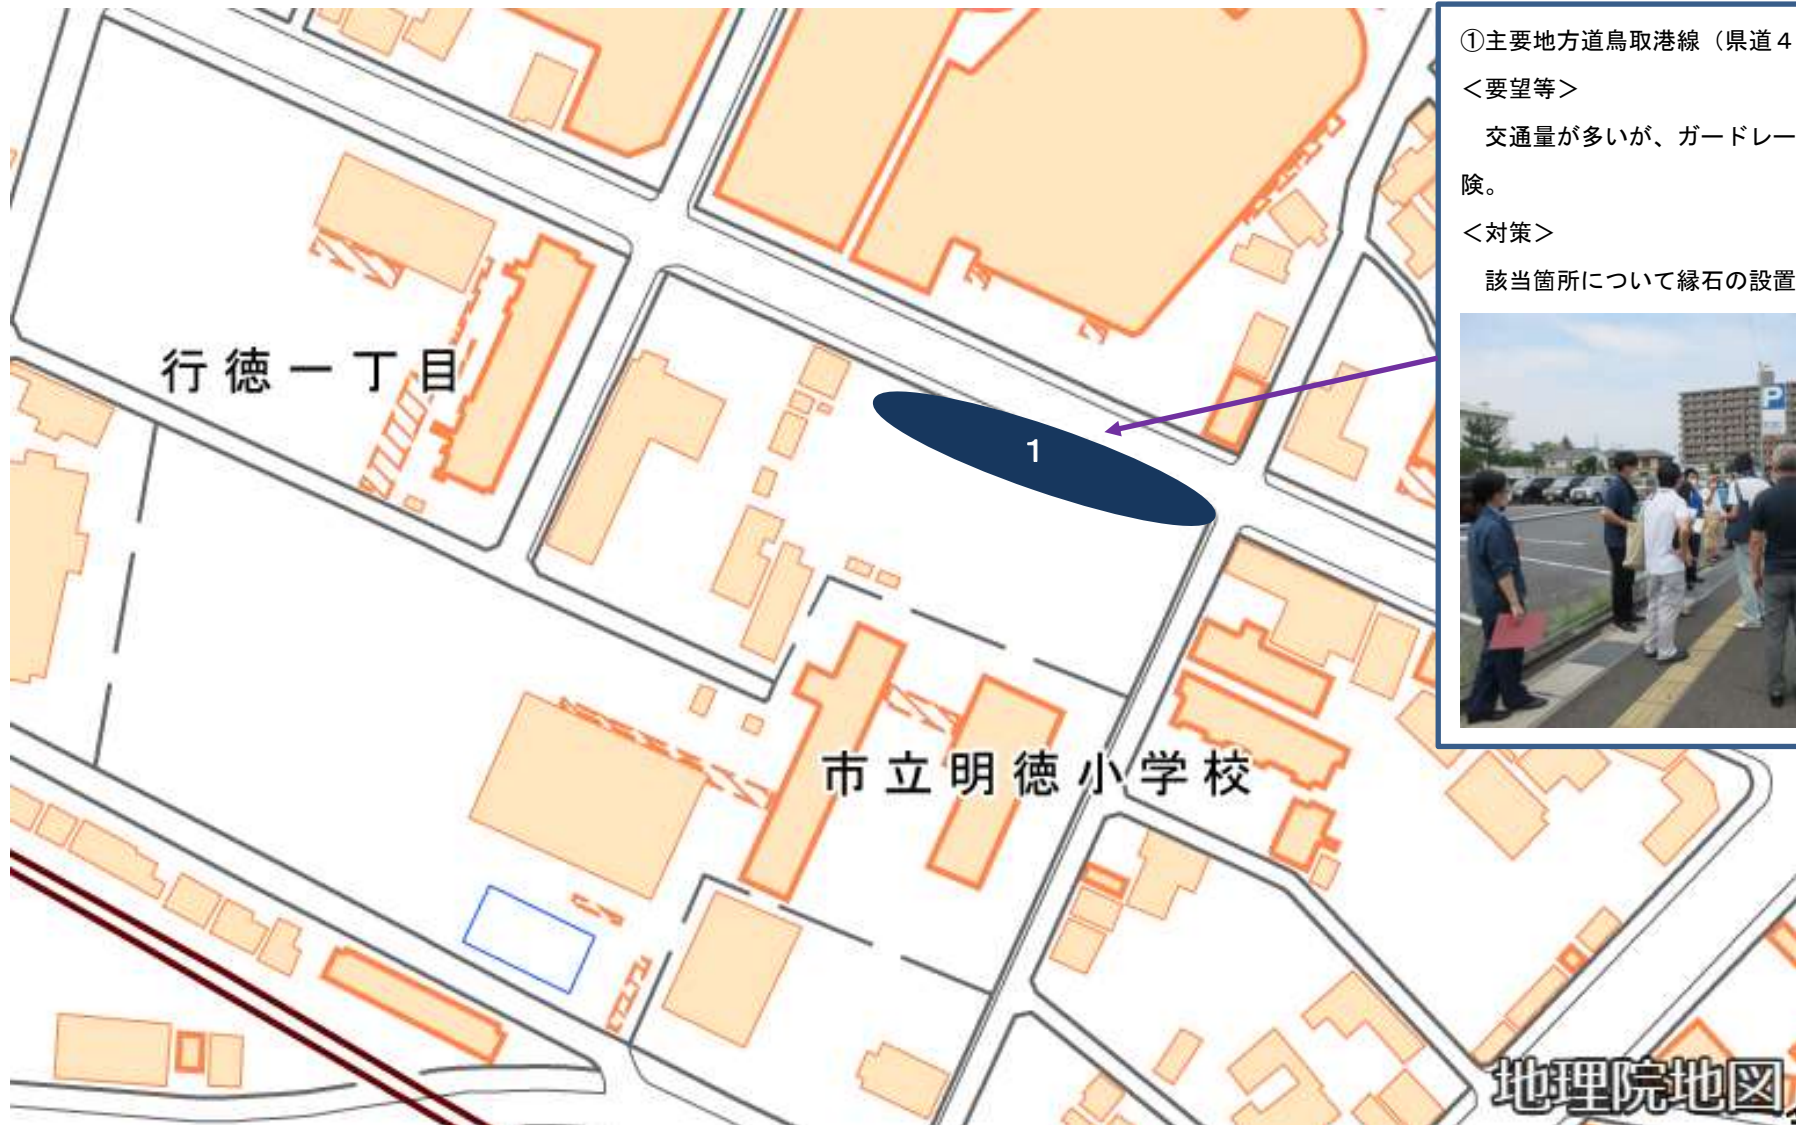 ①主要地方道鳥取港線（県道４
＜要望等＞
交通量が多いが、ガードレー
険。
＜対策＞
該当箇所について縁石の設置
行徳一丁目
1
P
市立明徳小学校
地理院地図